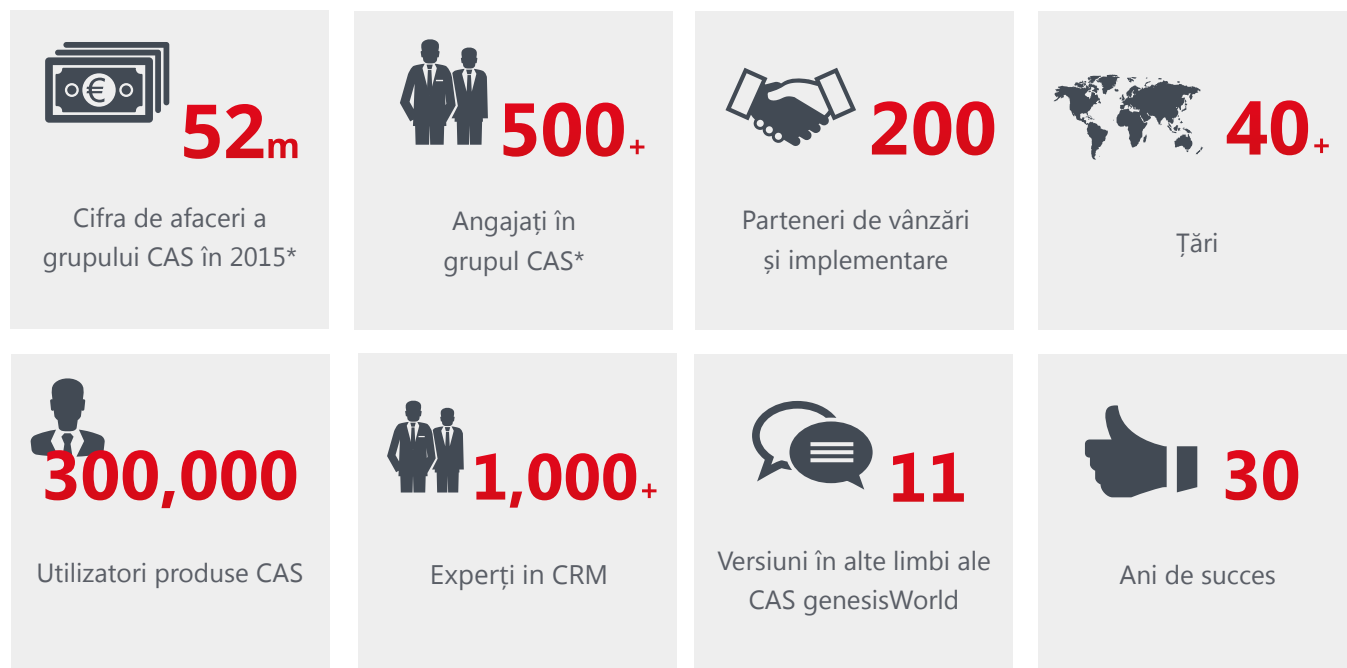 52m
Cifra de afaceri a
grupului CAS în 2015*
500+
Angajați în
grupul CAS*
200
Parteneri de vânzări
și implementare
40+
Țări
300,000
Utilizatori produse CAS
1,000+
Experți in CRM
11
Versiuni în alte limbi ale
CAS genesisWorld
30
Ani de succes